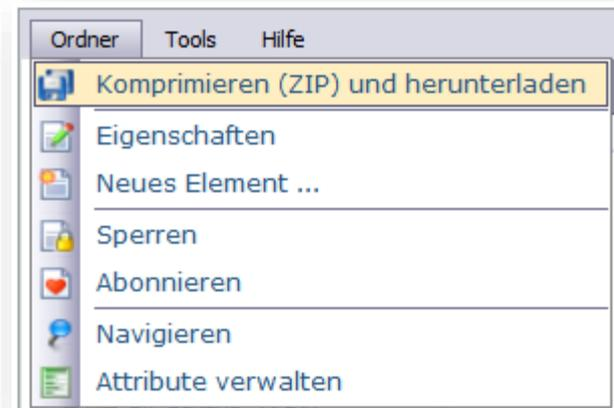 Ordner Tools Hilfe
Komprimieren (ZIP) und herunterladen
Eigenschaften
Neues Element ...
Sperren
Abonnieren
Navigieren
Attribute verwalten